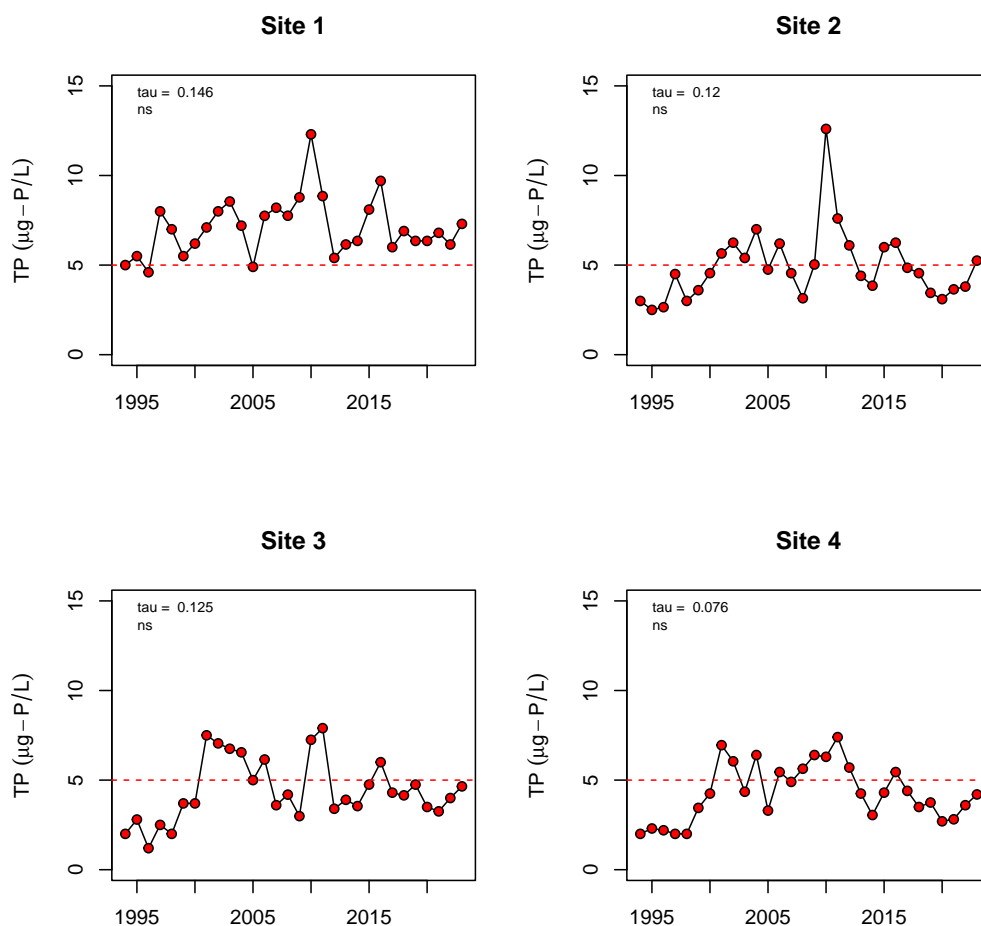 Site 1
tau = 0.146
ns
TP (μg−P/L)
15
10
5
0
1995 2005 2015
Site 2
tau = 0.12
ns
TP (μg−P/L)
15
10
5
0
1995 2005 2015
Site 3
tau = 0.125
ns
TP (μg−P/L)
15
10
5
0
1995 2005 2015
Site 4
tau = 0.076
ns
TP (μg−P/L)
15
10
5
0
1995 2005 2015